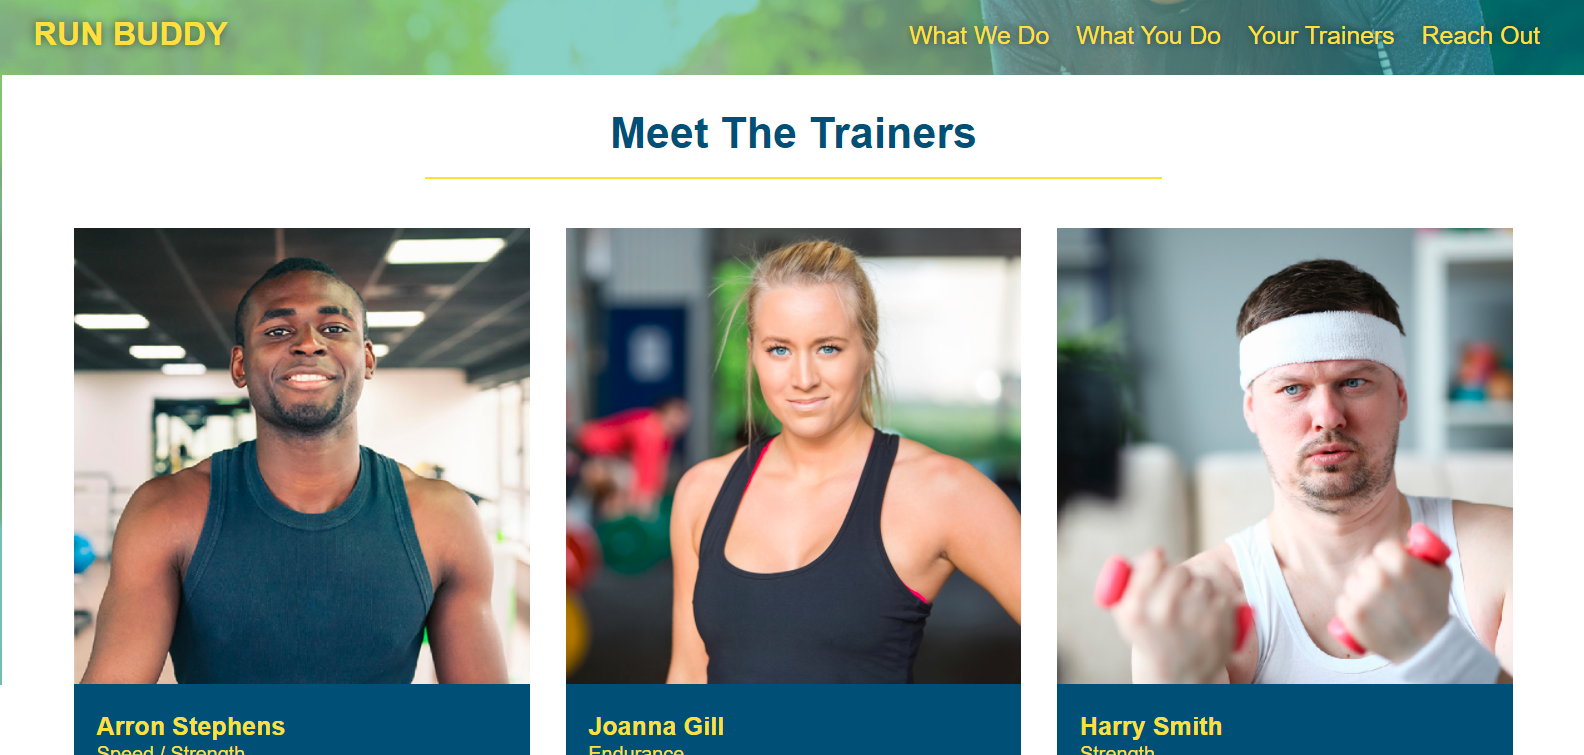 RUN BUDDY
What We Do What You Do Your Trainers Reach Out
Meet The Trainers
Arron Stephens
Speed / Strength
Joanna Gill
Endurance
Harry Smith
Strength